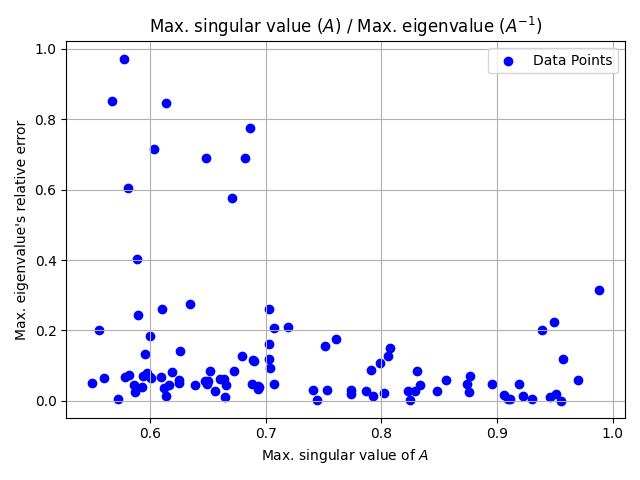 Max. singular value (A) / Max. eigenvalue (A⁻¹)
Data Points
Max. eigenvalue's relative error
1.0
0.8
0.6
0.4
0.2
0.0
0.6 0.7 0.8 0.9 1.0
Max. singular value of A